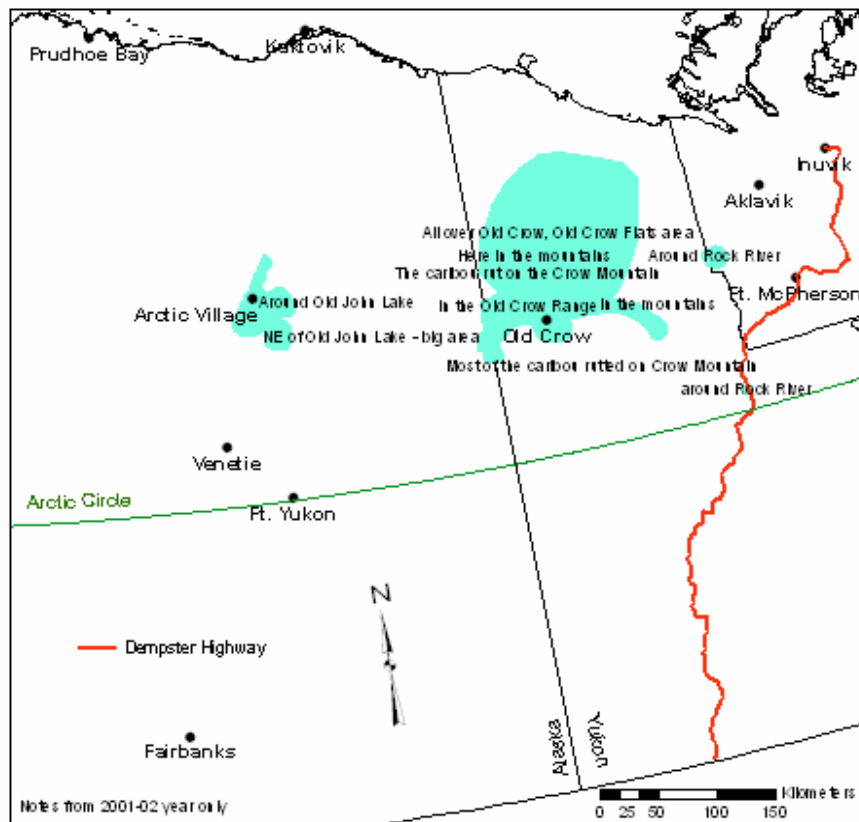 Prudhoe Bay
Kaktovik
Inuvik
Aklavik
Allover Old Crow, Old Crow Flats area
Here in the mountains
Around Rock River
The caribou rut on the Crow Mountain
Ft. McPherson
Arctic Village
Around Old John Lake
In the Old Crow Range
In the mountains
NE of Old John Lake - big area
Old Crow
Most of the caribou rutted on Crow Mountain
around Rock River
Venetie
Arctic Circle
Ft. Yukon
N
Dempster Highway
Fairbanks
Alaska
Yukon
Notes from 2001-02 year only
Kilometers
0 25 50 100 150